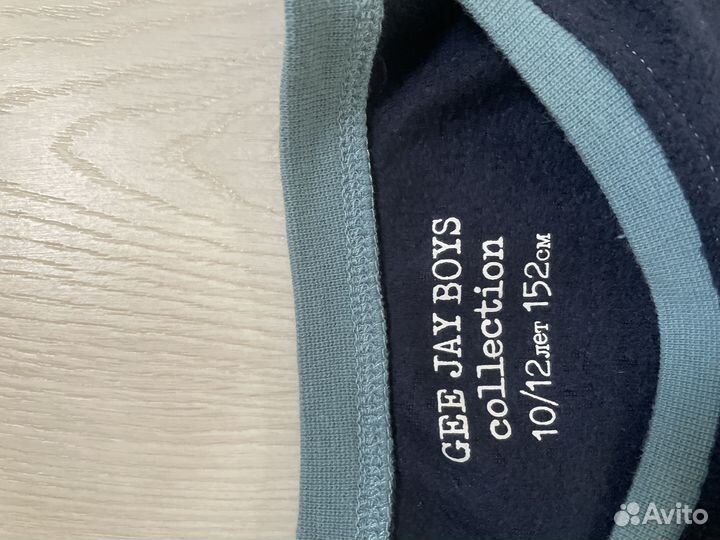 GEE JAY BOYS
collection
10/12лет 152см
Avito